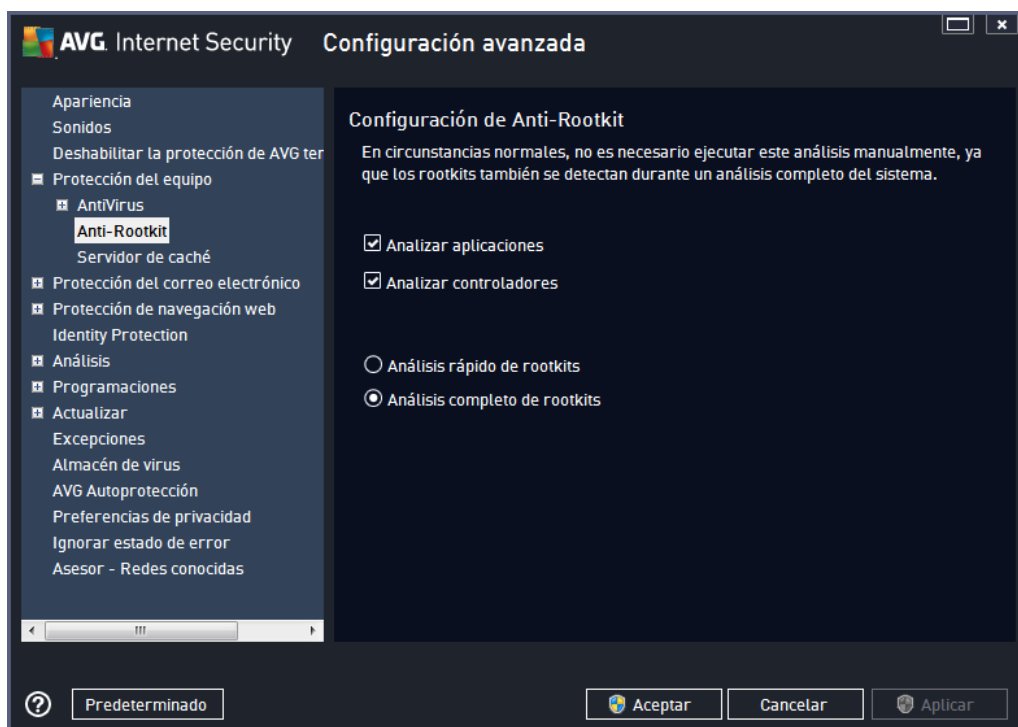 AVG. Internet Security
Configuración avanzada
Apariencia
Sonidos
Deshabilitar la protección de AVG ter
Protección del equipo
AntiVirus
Anti-Rootkit
Servidor de caché
Protección del correo electrónico
Protección de navegación web
Identity Protection
Análisis
Programaciones
Actualizar
Excepciones
Almacén de virus
AVG Autoprotección
Preferencias de privacidad
Ignorar estado de error
Asesor - Redes conocidas
Configuración de Anti-Rootkit
En circunstancias normales, no es necesario ejecutar este análisis manualmente, ya
que los rootkits también se detectan durante un análisis completo del sistema.
Analizar aplicaciones
Analizar controladores
Análisis rápido de rootkits
Análisis completo de rootkits
Predeterminado
Aceptar
Cancelar
Aplicar